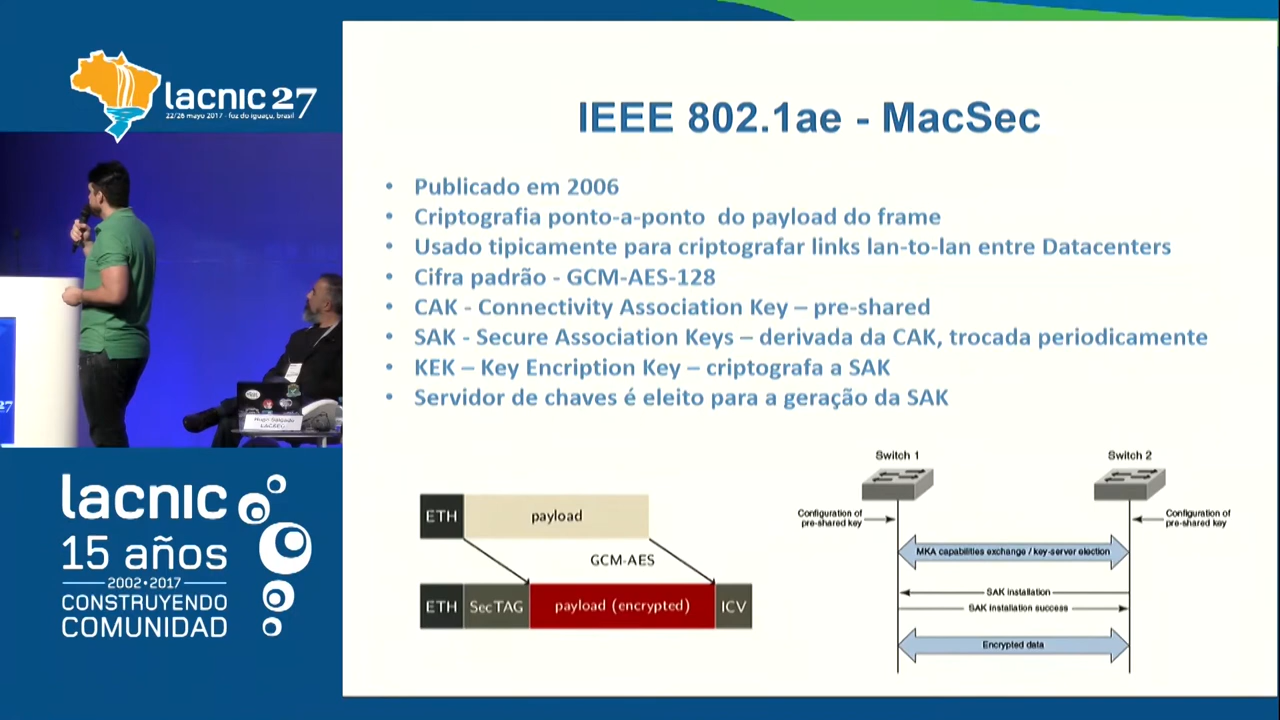 lacnic 27
22/26 mayo 2017 - foz do iguaçu, brasil
IEEE 802.1ae - MacSec
• Publicado em 2006
• Criptografia ponto-a-ponto do payload do frame
• Usado tipicamente para criptografar links lan-to-lan entre Datacenters
• Cifra padrão - GCM-AES-128
• CAK - Connectivity Association Key – pre-shared
• SAK - Secure Association Keys – derivada da CAK, trocada periodicamente
• KEK – Key Encription Key – criptografa a SAK
• Servidor de chaves é eleito para a geração da SAK
ETH payload
GCM-AES
ETH SecTAG payload (encrypted) ICV
Switch 1 Switch 2
Configuration of
pre-shared key
Configuration of
pre-shared key
MKA capabilities exchange / key-server election
SAK installation
SAK installation success
Encrypted data
27
LACNIC
lacnic
15 años
2002•2017
CONSTRUYENDO
COMUNIDAD